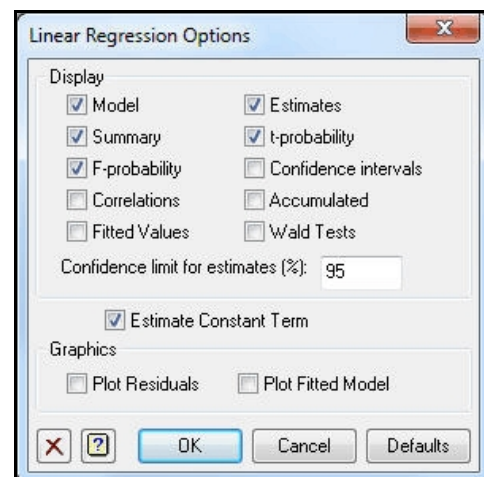 Linear Regression Options
Display
Model Estimates
Summary t-probability
F-probability Confidence intervals
Correlations Accumulated
Fitted Values Wald Tests
Confidence limit for estimates (%): 95
Estimate Constant Term
Graphics
Plot Residuals Plot Fitted Model
OK Cancel Defaults